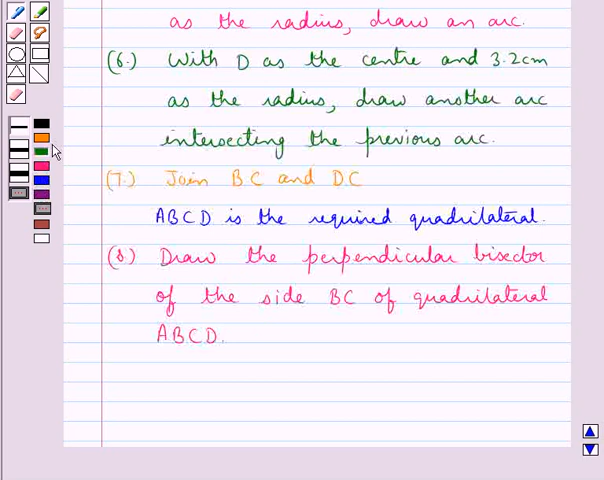 as the radius, draw an arc.
(6.) With D as the centre and 3.2cm
as the radius, draw another arc
intersecting the previous arc.
(7.) Join BC and DC
ABCD is the required quadrilateral.
(8.) Draw the perpendicular bisector
of the side BC of quadrilateral
ABCD.